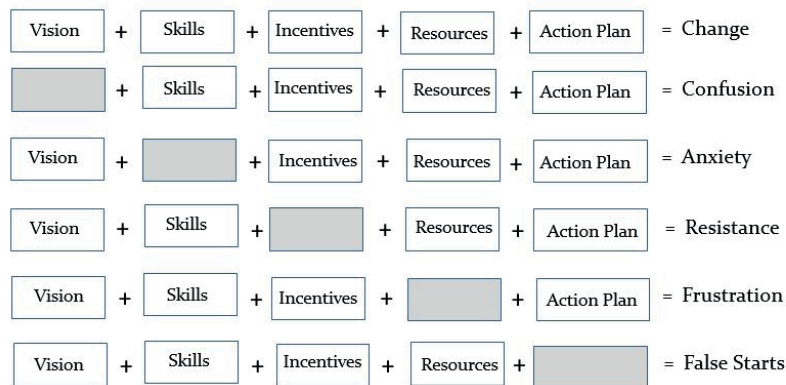 Vision + Skills + Incentives + Resources + Action Plan = Change
+ Skills + Incentives + Resources + Action Plan = Confusion
Vision + + Incentives + Resources + Action Plan = Anxiety
Vision + Skills + + Resources + Action Plan = Resistance
Vision + Skills + Incentives + + Action Plan = Frustration
Vision + Skills + Incentives + Resources + = False Starts